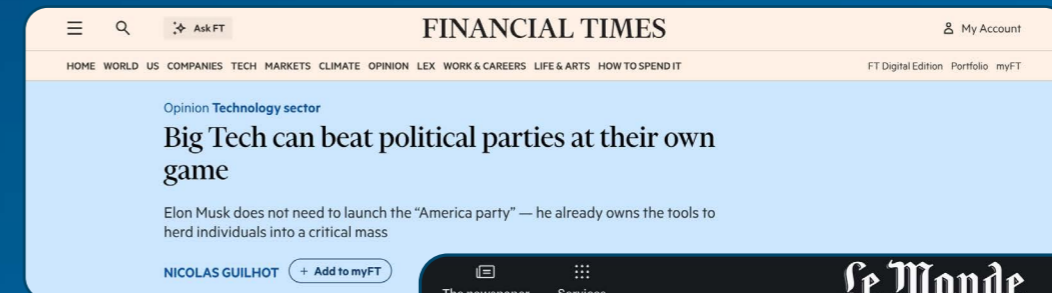 Ask FT
FINANCIAL TIMES
My Account
HOME WORLD US COMPANIES TECH MARKETS CLIMATE OPINION LEX WORK & CAREERS LIFE & ARTS HOW TO SPEND IT
FT Digital Edition Portfolio myFT
Opinion Technology sector
Big Tech can beat political parties at their own
game
Elon Musk does not need to launch the “America party” — he already owns the tools to
herd individuals into a critical mass
NICOLAS GUILHOT + Add to myFT
Le Monde
The newspaper Services